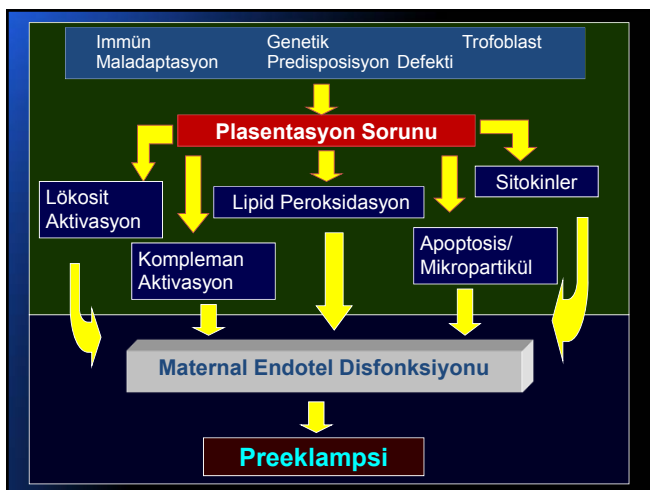 Immün Genetik Trofoblast
Maladaptasyon Predisposisyon Defekti
Plasentasyon Sorunu
Lökosit
Aktivasyon
Kompleman
Aktivasyon
Lipid Peroksidasyon
Apoptosis/
Mikropartikül
Sitokinler
Maternal Endotel Disfonksiyonu
Preeklampsi